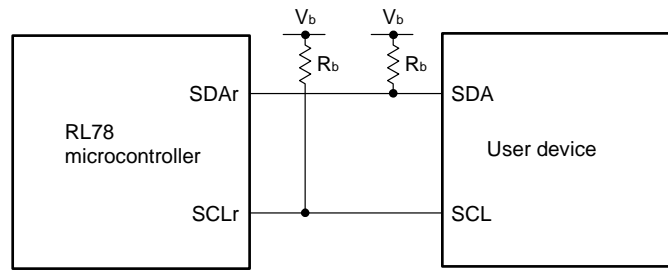 Vb Vb
Rb Rb
SDAr SDA
RL78
microcontroller
User device
SCLr SCL